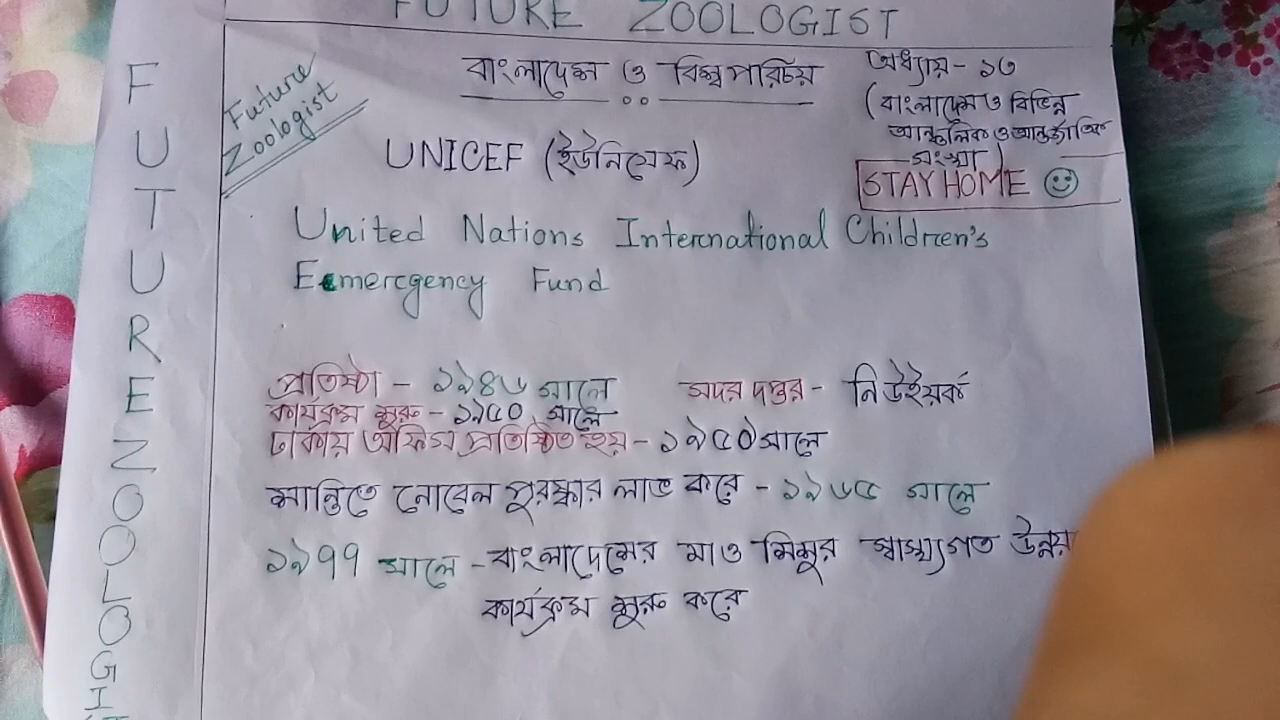 FUTURE ZOOLOGIST
FUTURE ZOOLOGI
Future
Zoologist
বাংলাদেশ ও বিশ্বপরিচয়
অধ্যায় - ১৩
(বাংলাদেশ ও বিভিন্ন
আঞ্চলিক ও আন্তর্জাতিক
সংস্থা)
STAY HOME
UNICEF (ইউনিসেফ)
United Nations International Children's
Emergency Fund
প্রতিষ্ঠা - ১৯৪৬ সালে
সদর দপ্তর - নিউইয়র্ক
কার্যক্রম শুরু - ১৯৫০ সালে
ঢাকায় অফিস প্রতিষ্ঠিত হয় - ১৯৫০ সালে
শান্তিতে নোবেল পুরস্কার লাভ করে - ১৯৬৫ সালে
১৯৭৭ সালে - বাংলাদেশের মা ও শিশুর স্বাস্থ্যগত উন্নয়
কার্যক্রম শুরু করে